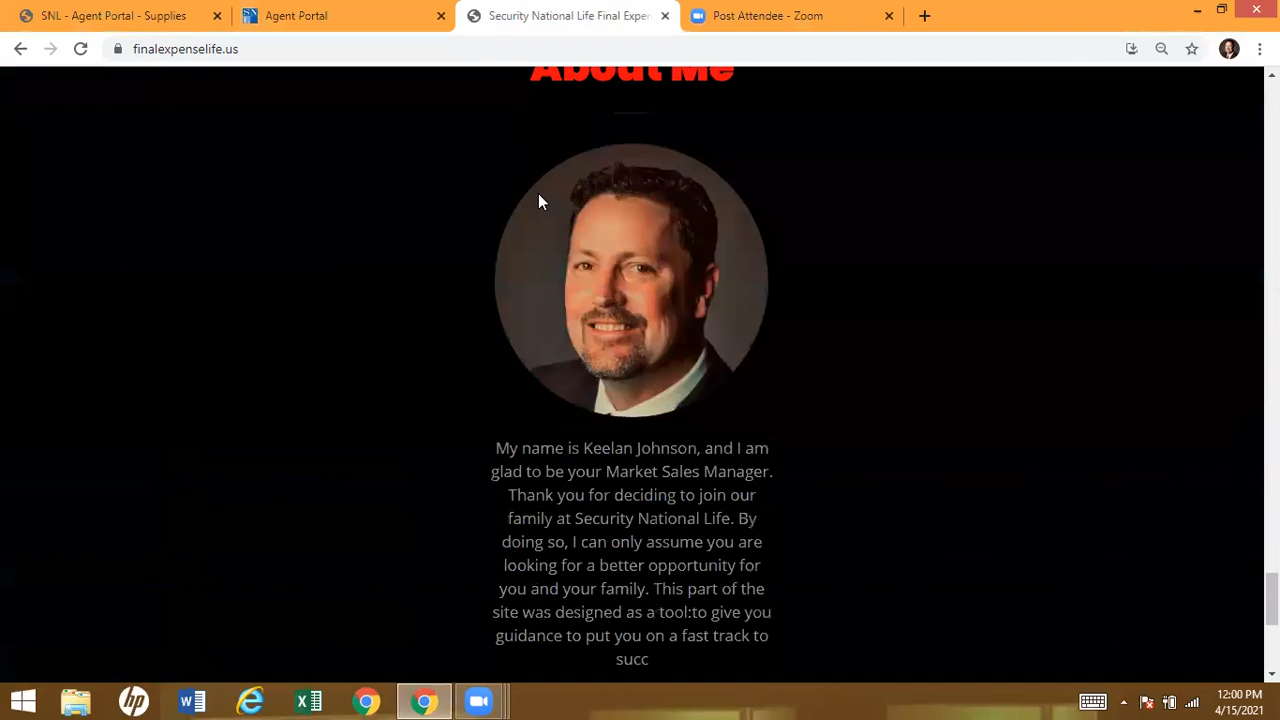 SNL - Agent Portal - Supplies
Agent Portal
Security National Life Final Expen
Post Attendee - Zoom
finalexpenselife.us
About Me
My name is Keelan Johnson, and I am
glad to be your Market Sales Manager.
Thank you for deciding to join our
family at Security National Life. By
doing so, I can only assume you are
looking for a better opportunity for
you and your family. This part of the
site was designed as a tool:to give you
guidance to put you on a fast track to
succ
12:00 PM
4/15/2021